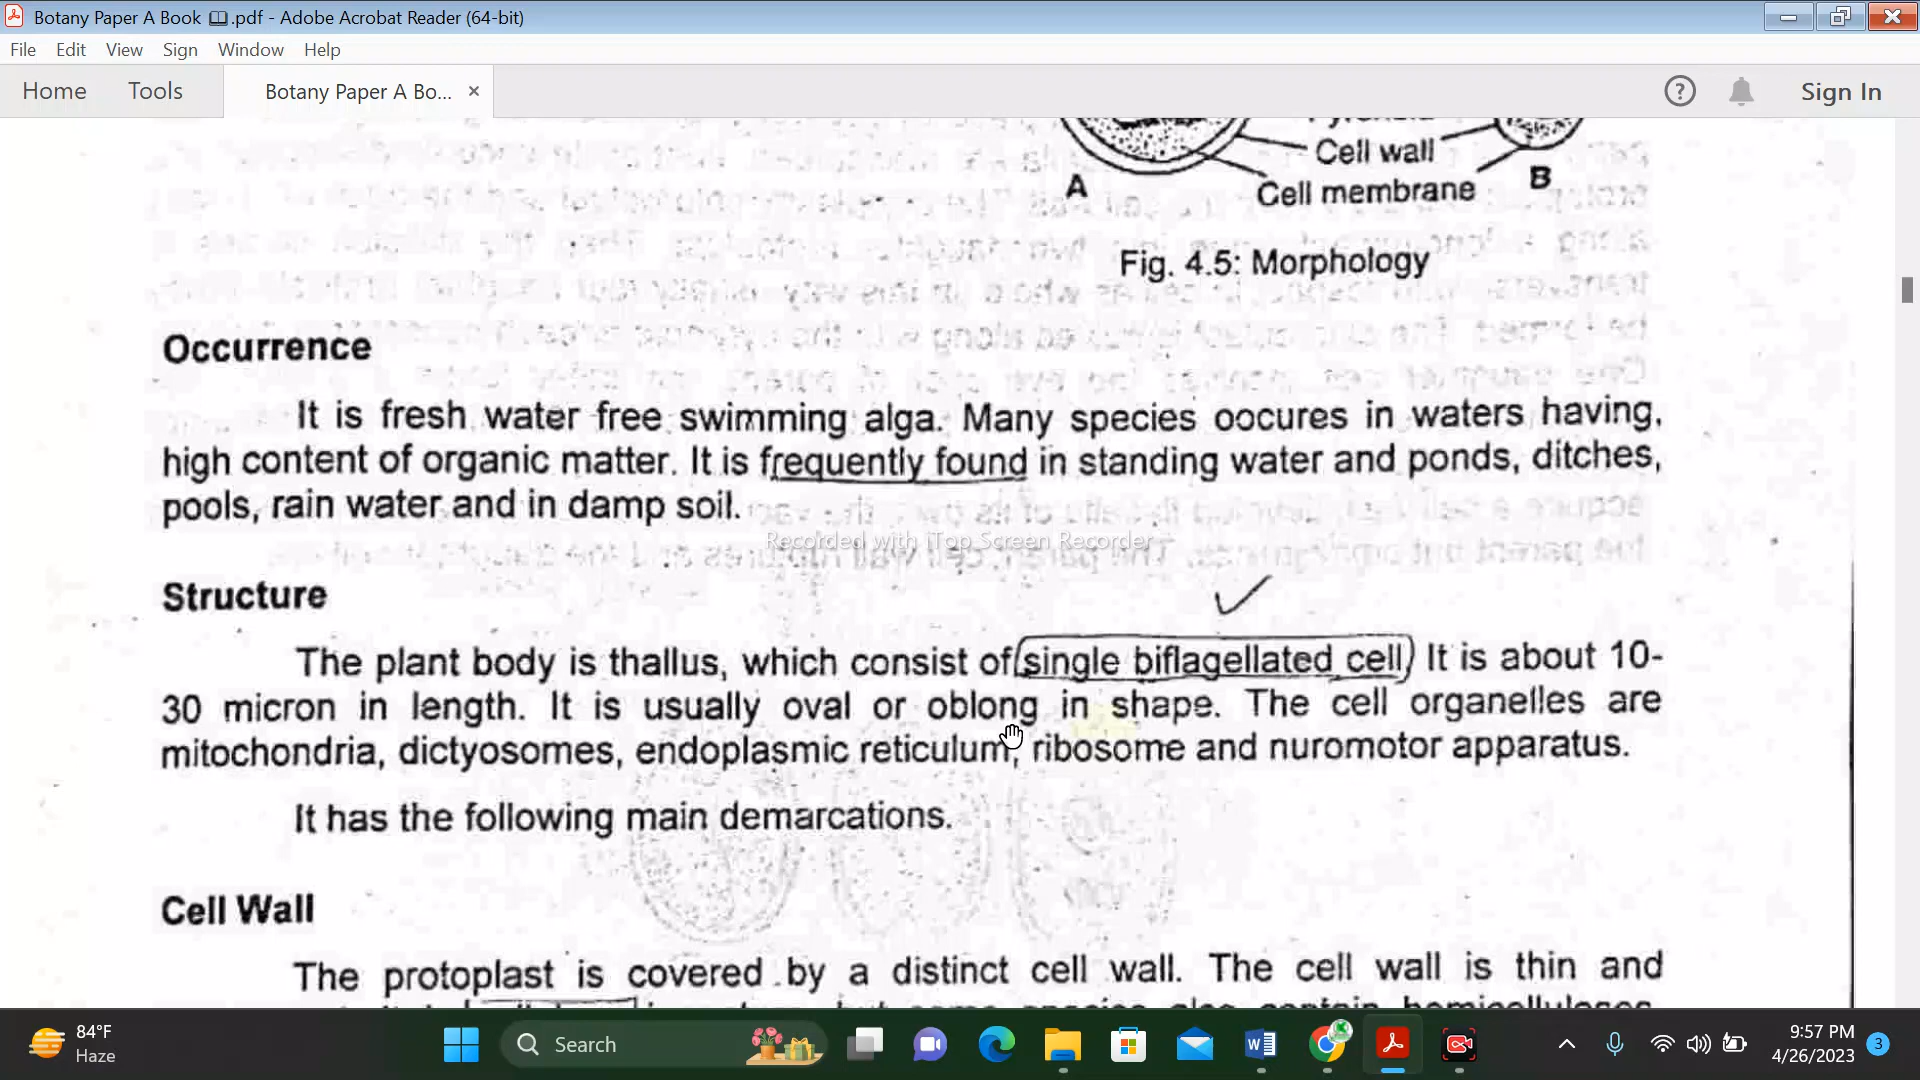 Botany Paper A Book 📖.pdf - Adobe Acrobat Reader (64-bit)
File Edit View Sign Window Help
Home Tools Botany Paper A Bo... × ? Sign In
Cell wall
A Cell membrane B
Fig. 4.5: Morphology
Occurrence
It is fresh water free swimming alga. Many species oocures in waters having,
high content of organic matter. It is frequently found in standing water and ponds, ditches,
pools, rain water and in damp soil.
Recorded with iTop Screen Recorder
Structure
The plant body is thallus, which consist of single biflagellated cell) It is about 10-
30 micron in length. It is usually oval or oblong in shape. The cell organelles are
mitochondria, dictyosomes, endoplasmic reticulum, ribosome and nuromotor apparatus.
It has the following main demarcations.
Cell Wall
The protoplast is covered by a distinct cell wall. The cell wall is thin and
some species also contain hemicelluloses
84°F
Haze
Search
9:57 PM
4/26/2023 3